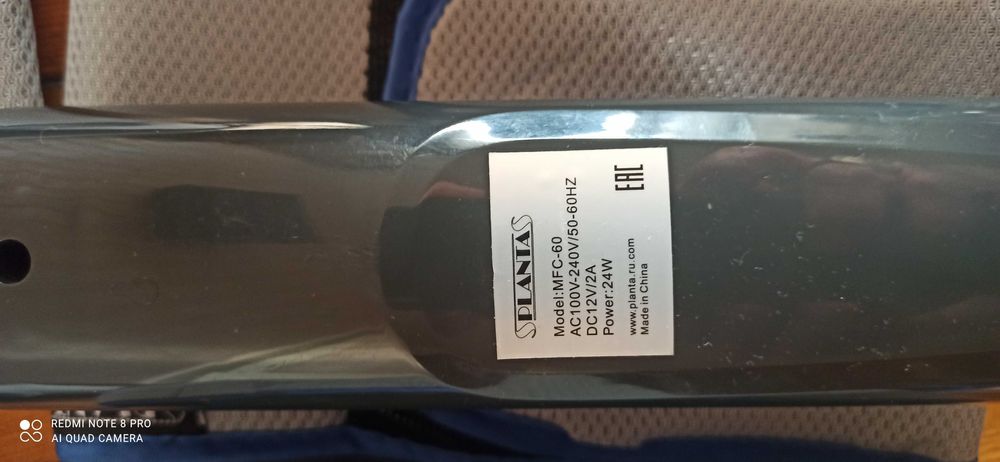 PLANTA
Model:MFC-60
AC100V-240V/50-60HZ
DC12V/2A
Power:24W
www.planta.ru.com
Made in China
EAC
REDMI NOTE 8 PRO
AI QUAD CAMERA